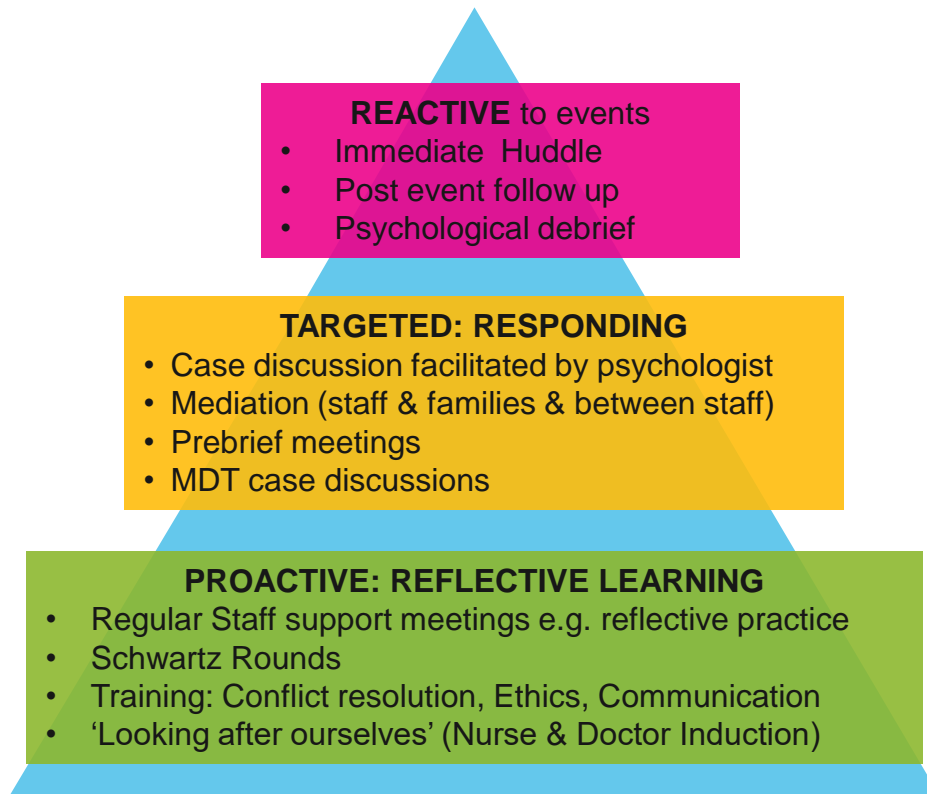 REACTIVE to events
• Immediate Huddle
• Post event follow up
• Psychological debrief
TARGETED: RESPONDING
• Case discussion facilitated by psychologist
• Mediation (staff & families & between staff)
• Prebrief meetings
• MDT case discussions
PROACTIVE: REFLECTIVE LEARNING
• Regular Staff support meetings e.g. reflective practice
• Schwartz Rounds
• Training: Conflict resolution, Ethics, Communication
• ‘Looking after ourselves’ (Nurse & Doctor Induction)